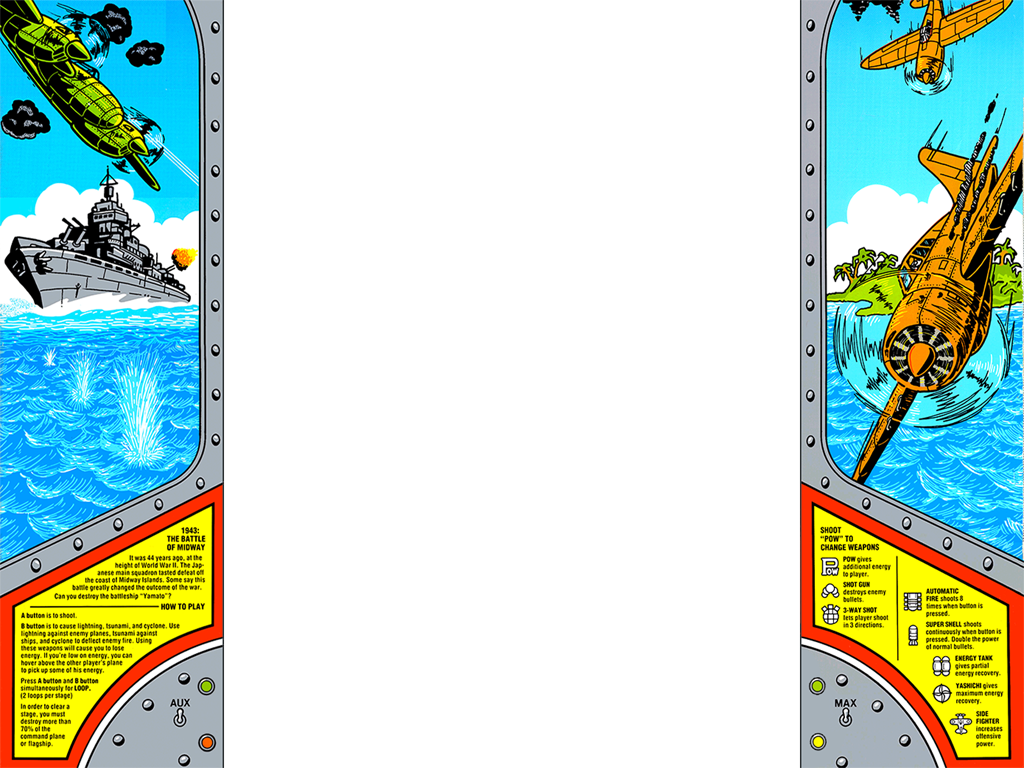 1943:
THE BATTLE
OF MIDWAY
It was 44 years ago, at the
height of World War II. The Jap-
anese main squadron tasted defeat off
the coast of Midway Islands. Some say this
battle greatly changed the outcome of the war.
Can you destroy the battleship "Yamato"?
HOW TO PLAY
A button is to shoot.
B button is to cause lightning, tsunami, and cyclone. Use
lightning against enemy planes, tsunami against
ships, and cyclone to deflect enemy fire. Using
these weapons will cause you to lose
energy. If you're low on energy, you can
hover above the other player's plane
to pick up some of his energy.
Press A button and B button
simultaneously for LOOP.
(2 loops per stage)
In order to clear a
stage, you must
destroy more than
70% of the
command plane
or flagship.
AUX
SHOOT
"POW" TO
CHANGE WEAPONS
POW
POW gives
additional energy
to player.
SHOT GUN
destroys enemy
bullets.
3-WAY SHOT
lets player shoot
in 3 directions.
AUTOMATIC
FIRE shoots 8
times when button is
pressed.
SUPER SHELL shoots
continuously when button is
pressed. Double the power
of normal bullets.
ENERGY TANK
gives partial
energy recovery.
YASHICHI gives
maximum energy
recovery.
SIDE
FIGHTER
increases
offensive
power.
MAX